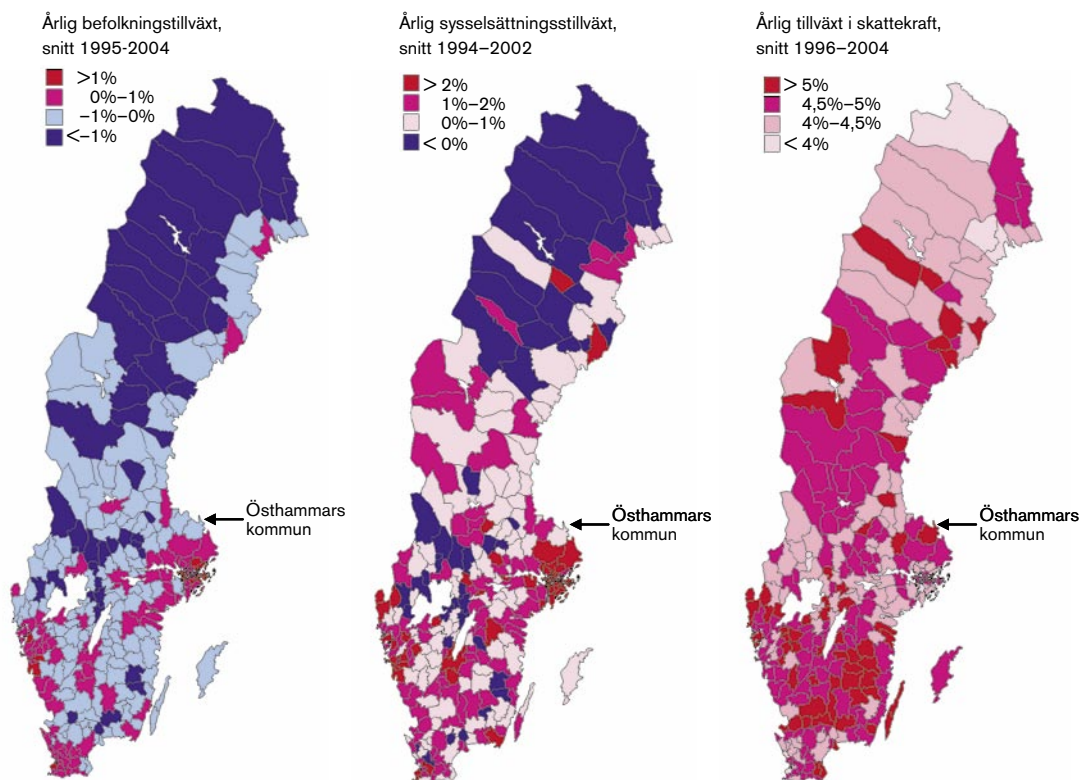 Årlig befolkningstillväxt,
snitt 1995-2004
>1%
0%–1%
–1%–0%
<–1%
Östhammars
kommun
Årlig sysselsättningsstillväxt,
snitt 1994–2002
> 2%
1%–2%
0%–1%
< 0%
Östhammars
kommun
Årlig tillväxt i skattekraft,
snitt 1996–2004
> 5%
4,5%–5%
4%–4,5%
< 4%
Östhammars
kommun